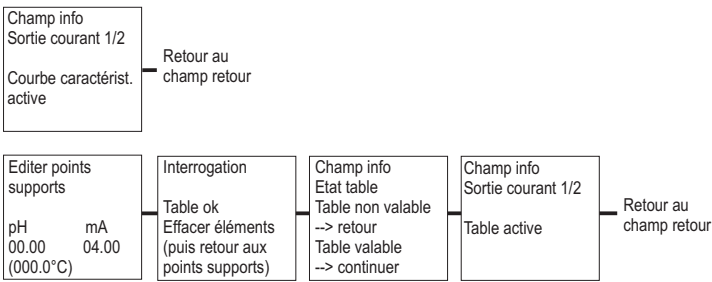 Champ info
Sortie courant 1/2
Courbe caractérist.
active
Retour au
champ retour
Editer points
supports
pH mA
00.00 04.00
(000.0°C)
Interrogation
Table ok
Effacer éléments
(puis retour aux
points supports)
Champ info
Etat table
Table non valable
--> retour
Table valable
--> continuer
Champ info
Sortie courant 1/2
Table active
Retour au
champ retour